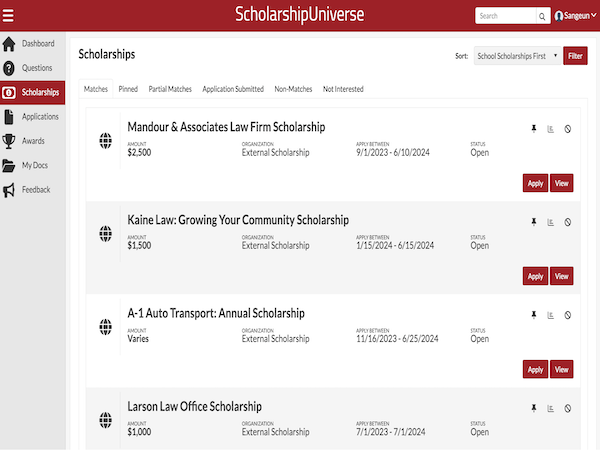 ScholarshipUniverse
Search
Sangeun
Dashboard
Questions
Scholarships
Applications
Awards
My Docs
Feedback
Scholarships
Sort: School Scholarships First Filter
Matches Pinned Partial Matches Application Submitted Non-Matches Not Interested
Mandour & Associates Law Firm Scholarship
AMOUNT ORGANIZATION APPLY BETWEEN STATUS
$2,500 External Scholarship 9/1/2023 - 6/10/2024 Open
Apply View
Kaine Law: Growing Your Community Scholarship
AMOUNT ORGANIZATION APPLY BETWEEN STATUS
$1,500 External Scholarship 1/15/2024 - 6/15/2024 Open
Apply View
A-1 Auto Transport: Annual Scholarship
AMOUNT ORGANIZATION APPLY BETWEEN STATUS
Varies External Scholarship 11/16/2023 - 6/25/2024 Open
Apply View
Larson Law Office Scholarship
AMOUNT ORGANIZATION APPLY BETWEEN STATUS
$1,000 External Scholarship 7/1/2023 - 7/1/2024 Open